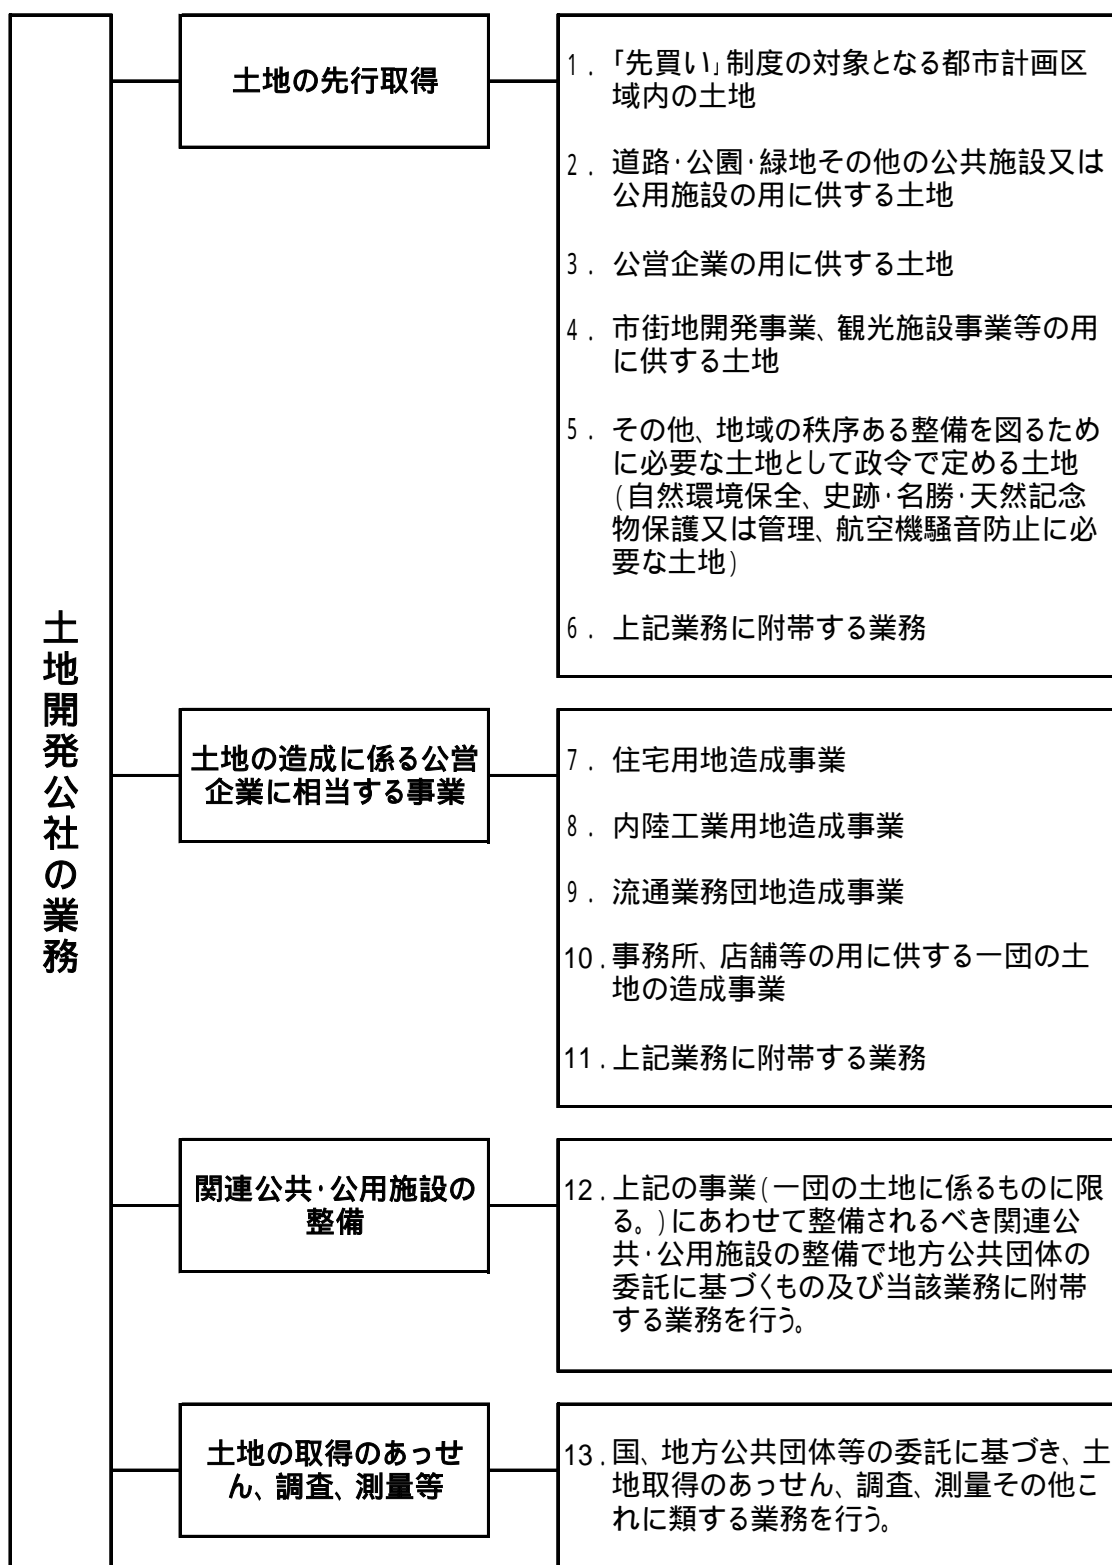 土地開発公社の業務
土地の先行取得
1．「先買い」制度の対象となる都市計画区
域内の土地
2．道路・公園・緑地その他の公共施設又は
公用施設の用に供する土地
3．公営企業の用に供する土地
4．市街地開発事業、観光施設事業等の用
に供する土地
5．その他、地域の秩序ある整備を図るため
に必要な土地として政令で定める土地
(自然環境保全、史跡・名勝・天然記念
物保護又は管理、航空機騒音防止に必
要な土地)
6．上記業務に附帯する業務
土地の造成に係る公営
企業に相当する事業
7．住宅用地造成事業
8．内陸工業用地造成事業
9．流通業務団地造成事業
10．事務所、店舗等の用に供する一団の土
地の造成事業
11．上記業務に附帯する業務
関連公共・公用施設の
整備
12．上記の事業(一団の土地に係るものに限
る。)にあわせて整備されるべき関連公
共・公用施設の整備で地方公共団体の
委託に基づくもの及び当該業務に附帯
する業務を行う。
土地の取得のあっせ
ん、調査、測量等
13．国、地方公共団体等の委託に基づき、土
地取得のあっせん、調査、測量その他こ
れに類する業務を行う。